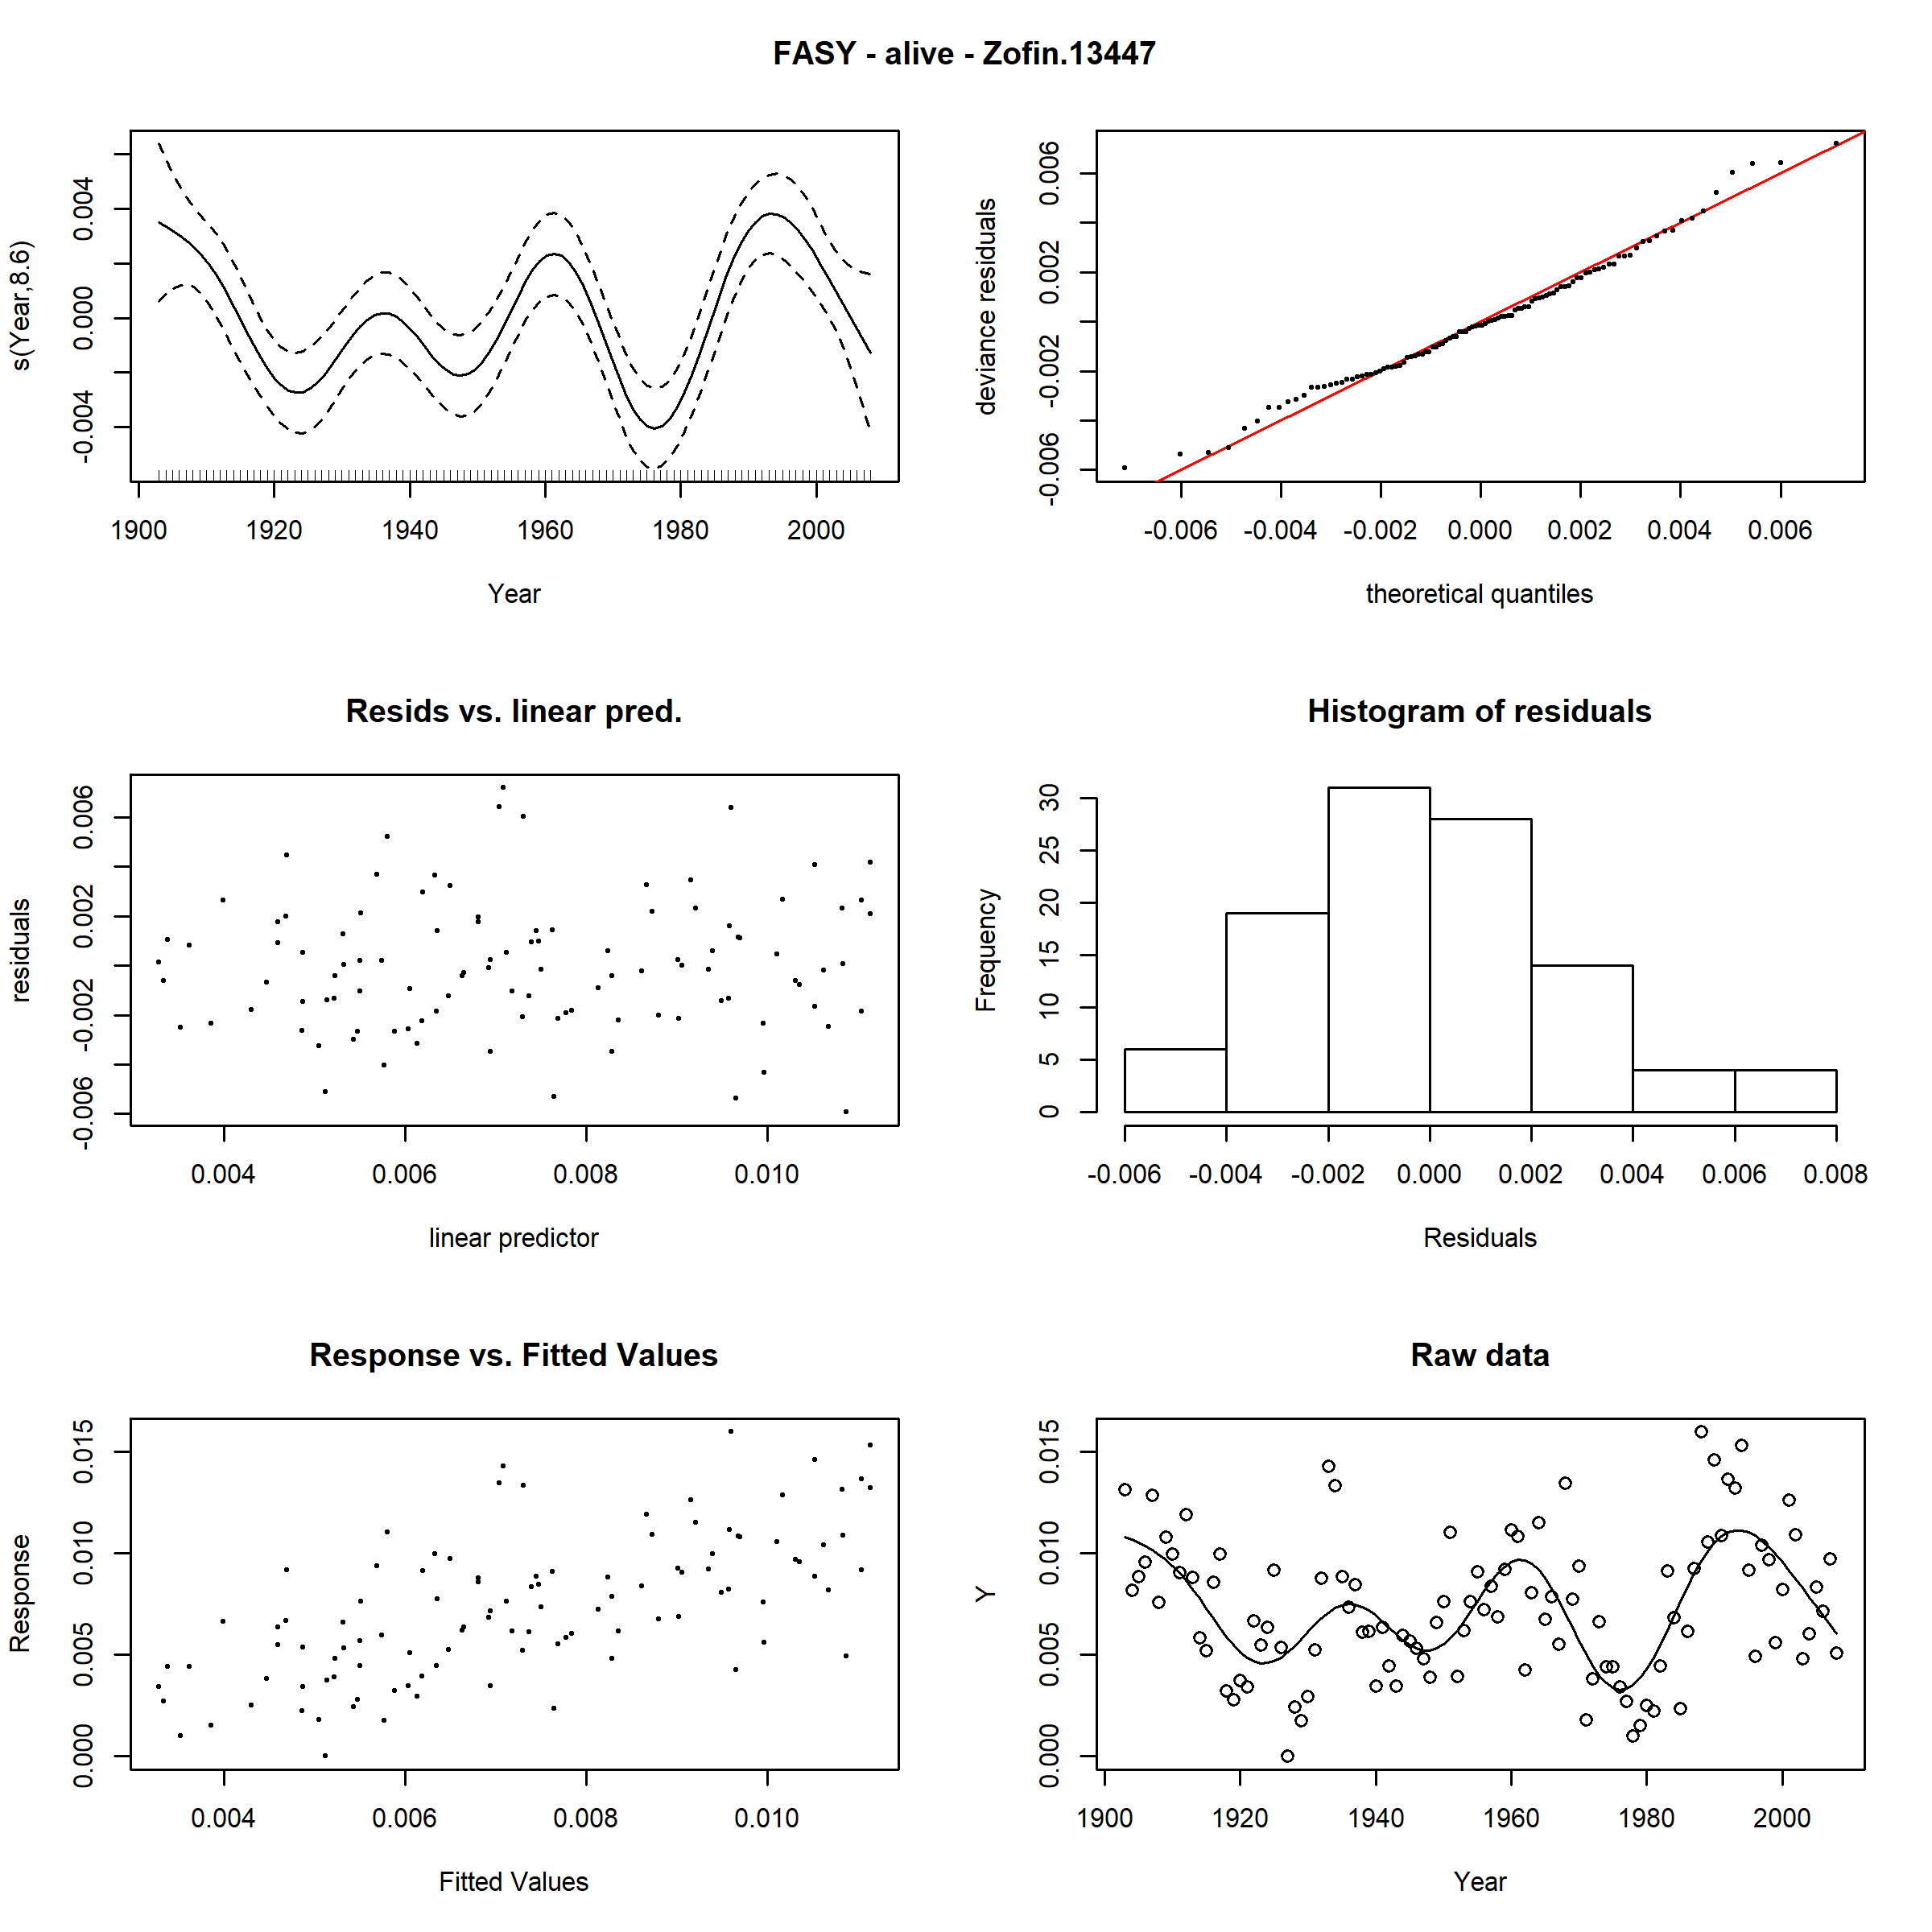 FASY - alive - Zofin.13447
s(Year,8.6)
-0.004 0.000 0.004
1900 1920 1940 1960 1980 2000
Year
deviance residuals
-0.006 -0.002 0.002 0.006
-0.006 -0.004 -0.002 0.000 0.002 0.004 0.006
theoretical quantiles
Resids vs. linear pred.
residuals
-0.006 -0.002 0.002 0.006
0.004 0.006 0.008 0.010
linear predictor
Histogram of residuals
Frequency
0 5 10 15 20 25 30
-0.006 -0.004 -0.002 0.000 0.002 0.004 0.006 0.008
Residuals
Response vs. Fitted Values
Response
0.000 0.005 0.010 0.015
0.004 0.006 0.008 0.010
Fitted Values
Raw data
Y
0.000 0.005 0.010 0.015
1900 1920 1940 1960 1980 2000
Year